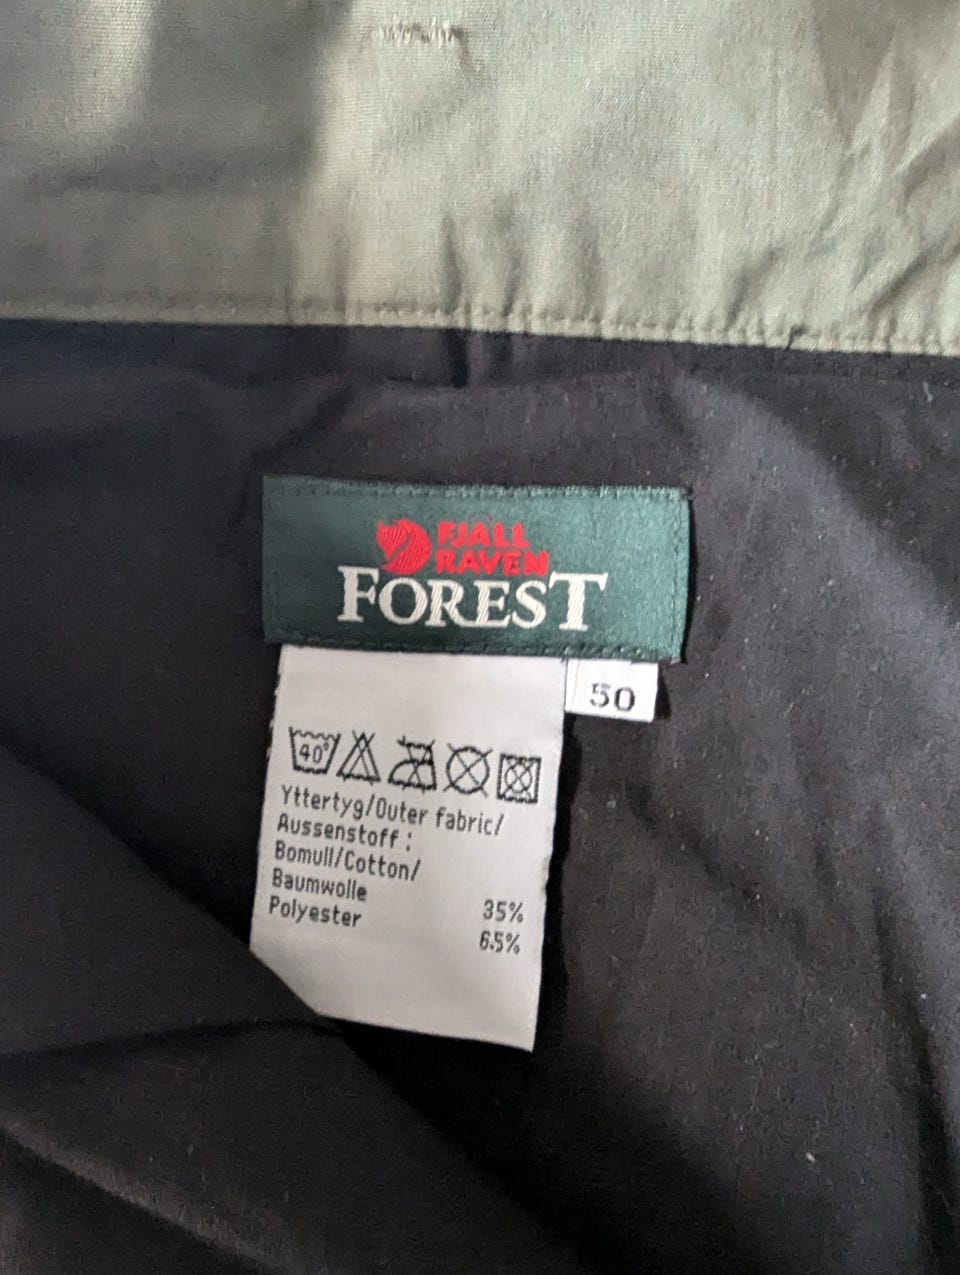 FJALL
RAVEN
FOREST
50
40°
Yttertyg/Outer fabric/
Aussenstoff :
Bomull/Cotton/
Baumwolle 35%
Polyester 65%